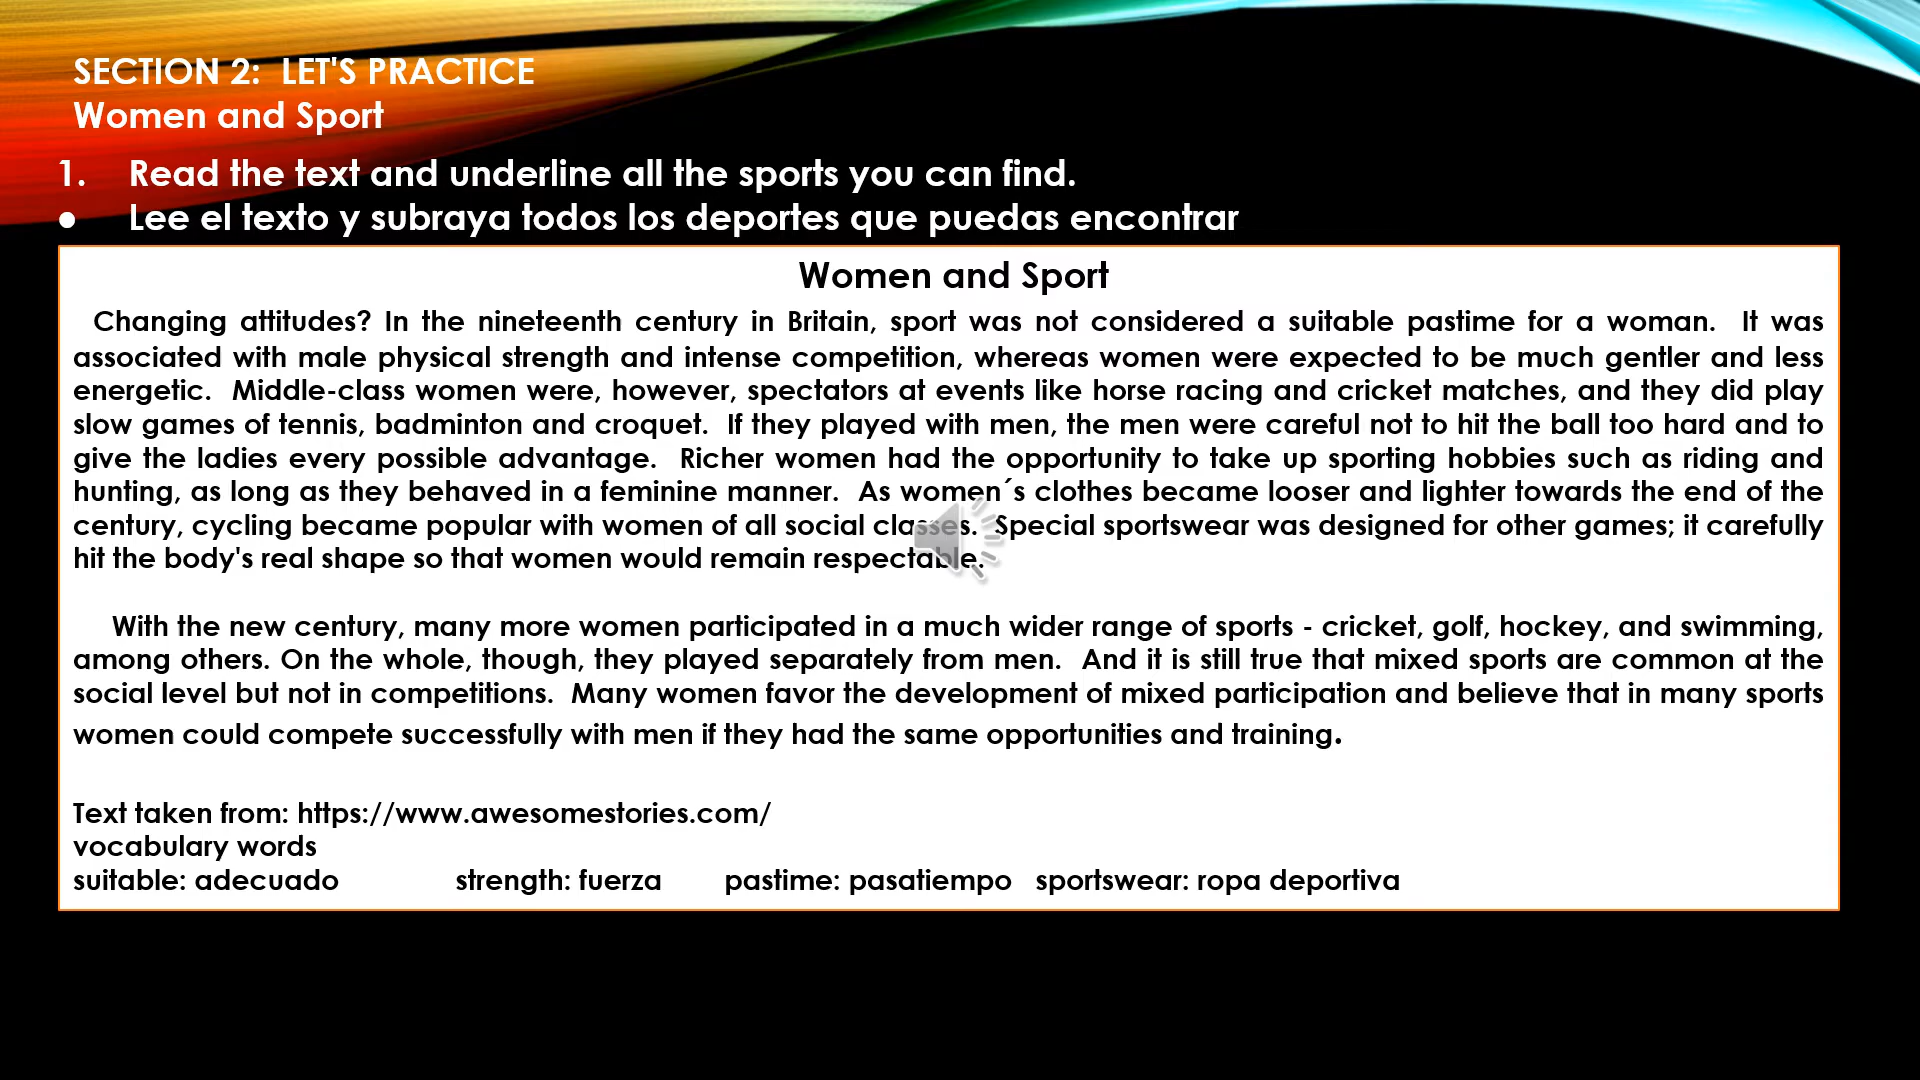 SECTION 2: LET'S PRACTICE
Women and Sport
1. Read the text and underline all the sports you can find.
● Lee el texto y subraya todos los deportes que puedas encontrar
Women and Sport
Changing attitudes? In the nineteenth century in Britain, sport was not considered a suitable pastime for a woman. It was
associated with male physical strength and intense competition, whereas women were expected to be much gentler and less
energetic. Middle-class women were, however, spectators at events like horse racing and cricket matches, and they did play
slow games of tennis, badminton and croquet. If they played with men, the men were careful not to hit the ball too hard and to
give the ladies every possible advantage. Richer women had the opportunity to take up sporting hobbies such as riding and
hunting, as long as they behaved in a feminine manner. As women´s clothes became looser and lighter towards the end of the
century, cycling became popular with women of all social classes. Special sportswear was designed for other games; it carefully
hit the body's real shape so that women would remain respectable.
With the new century, many more women participated in a much wider range of sports - cricket, golf, hockey, and swimming,
among others. On the whole, though, they played separately from men. And it is still true that mixed sports are common at the
social level but not in competitions. Many women favor the development of mixed participation and believe that in many sports
women could compete successfully with men if they had the same opportunities and training.
Text taken from: https://www.awesomestories.com/
vocabulary words
suitable: adecuado strength: fuerza pastime: pasatiempo sportswear: ropa deportiva